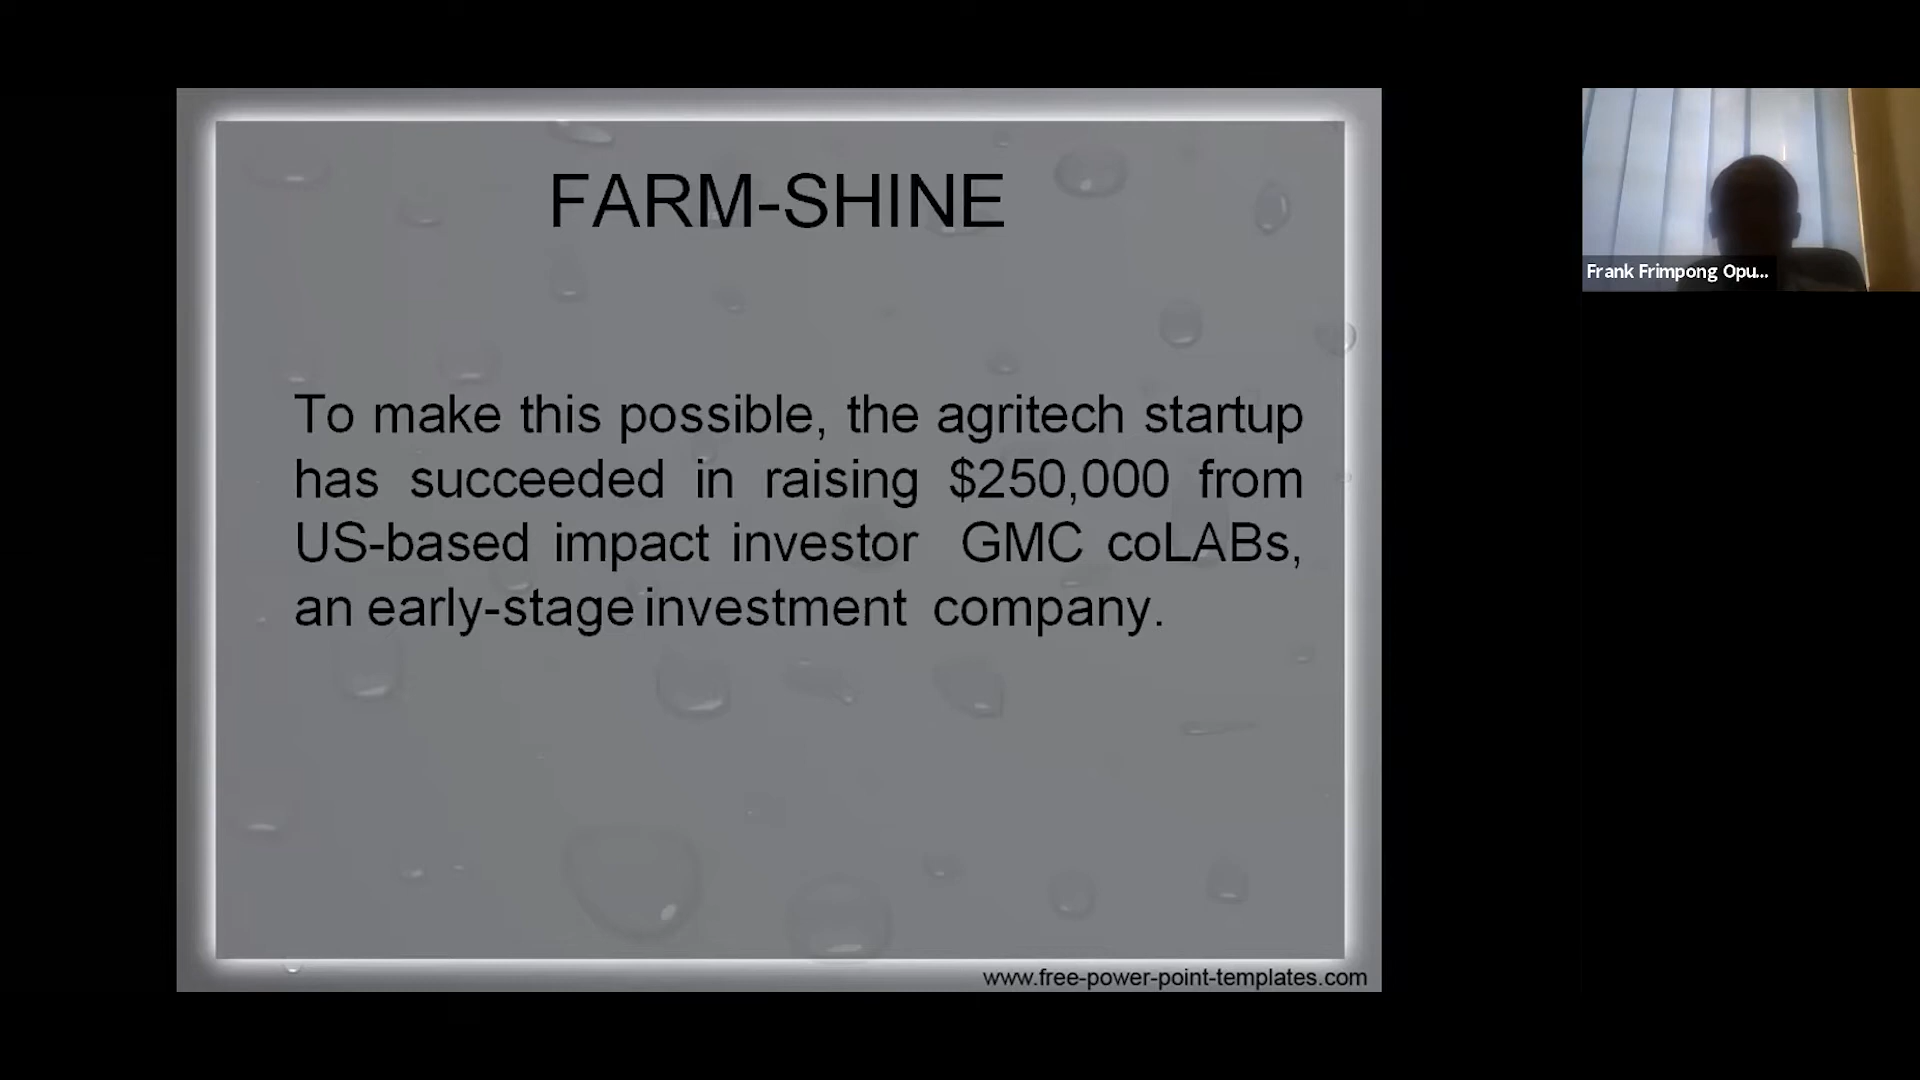 FARM-SHINE
To make this possible, the agritech startup
has succeeded in raising $250,000 from
US-based impact investor GMC coLABs,
an early-stage investment company.
www.free-power-point-templates.com
Frank Frimpong Opu...